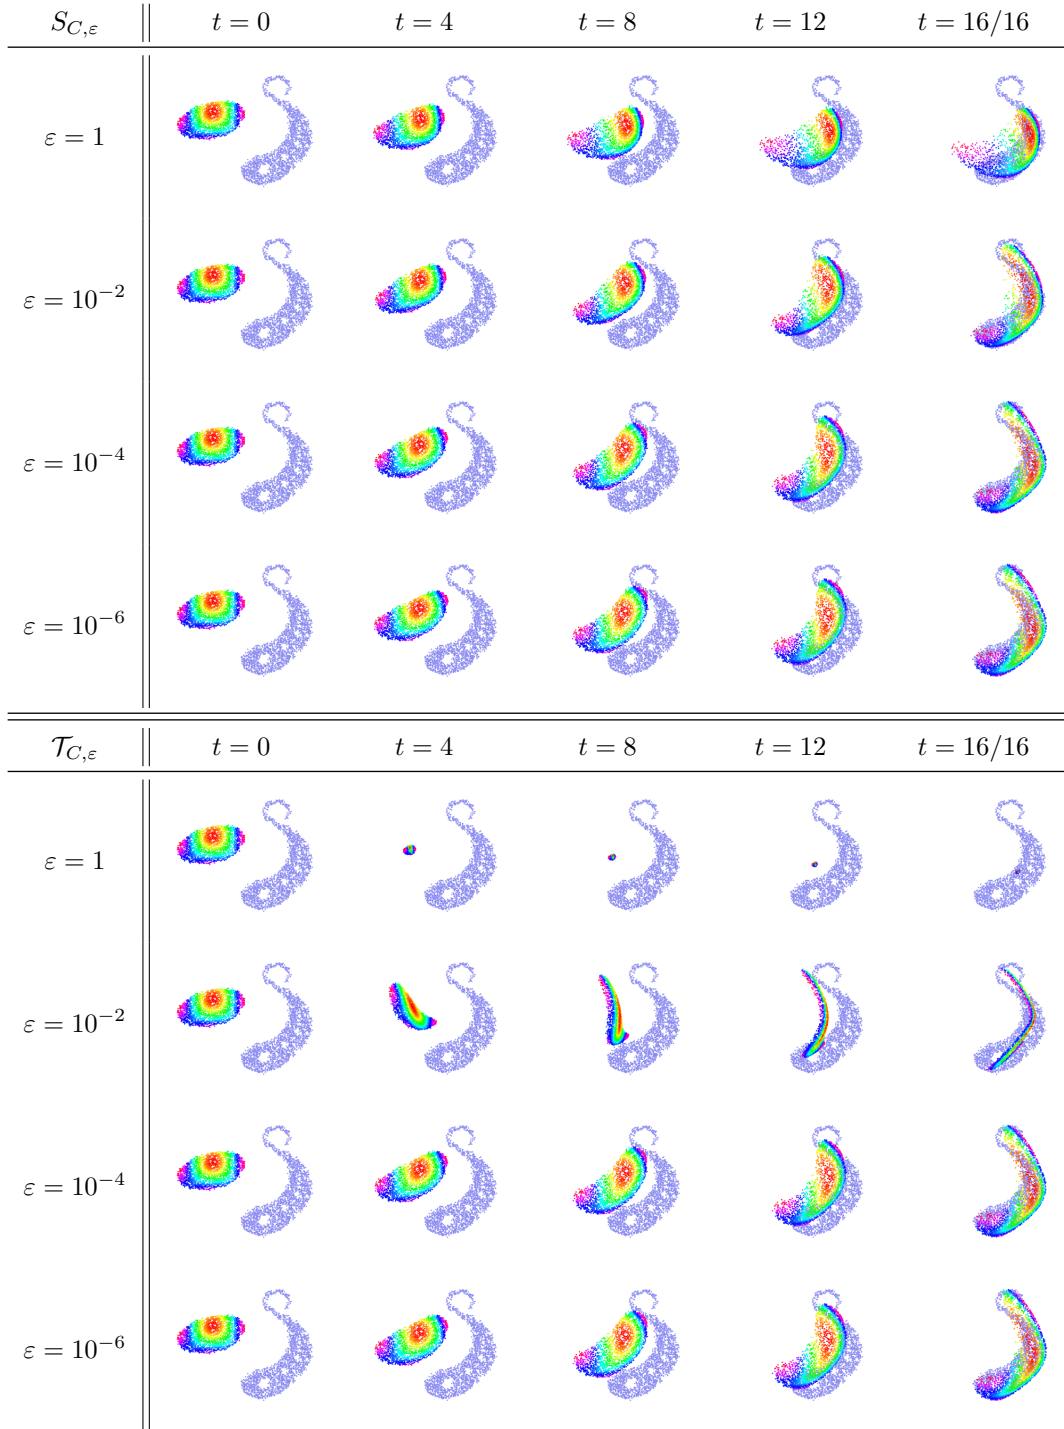 S_{C,ε} t = 0 t = 4 t = 8 t = 12 t = 16/16
ε = 1
ε = 10^{-2}
ε = 10^{-4}
ε = 10^{-6}
𝒯_{C,ε} t = 0 t = 4 t = 8 t = 12 t = 16/16
ε = 1
ε = 10^{-2}
ε = 10^{-4}
ε = 10^{-6}